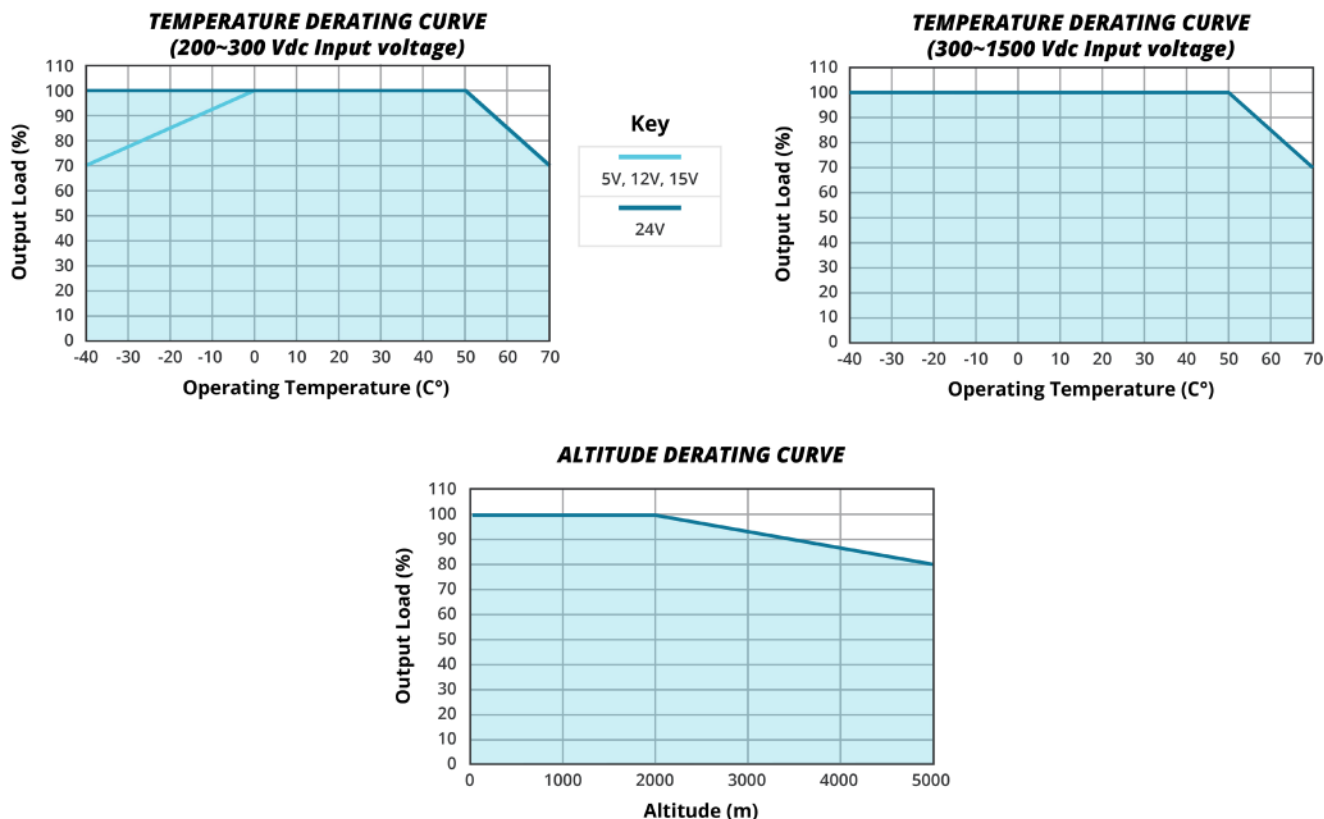 TEMPERATURE DERATING CURVE
(200~300 Vdc Input voltage)
110
100
90
80
70
60
50
40
30
20
10
0
Output Load (%)
-40 -30 -20 -10 0 10 20 30 40 50 60 70
Operating Temperature (C°)
Key
5V, 12V, 15V
24V
TEMPERATURE DERATING CURVE
(300~1500 Vdc Input voltage)
110
100
90
80
70
60
50
40
30
20
10
0
Output Load (%)
-40 -30 -20 -10 0 10 20 30 40 50 60 70
Operating Temperature (C°)
ALTITUDE DERATING CURVE
110
100
90
80
70
60
50
40
30
20
10
0
Output Load (%)
0 1000 2000 3000 4000 5000
Altitude (m)